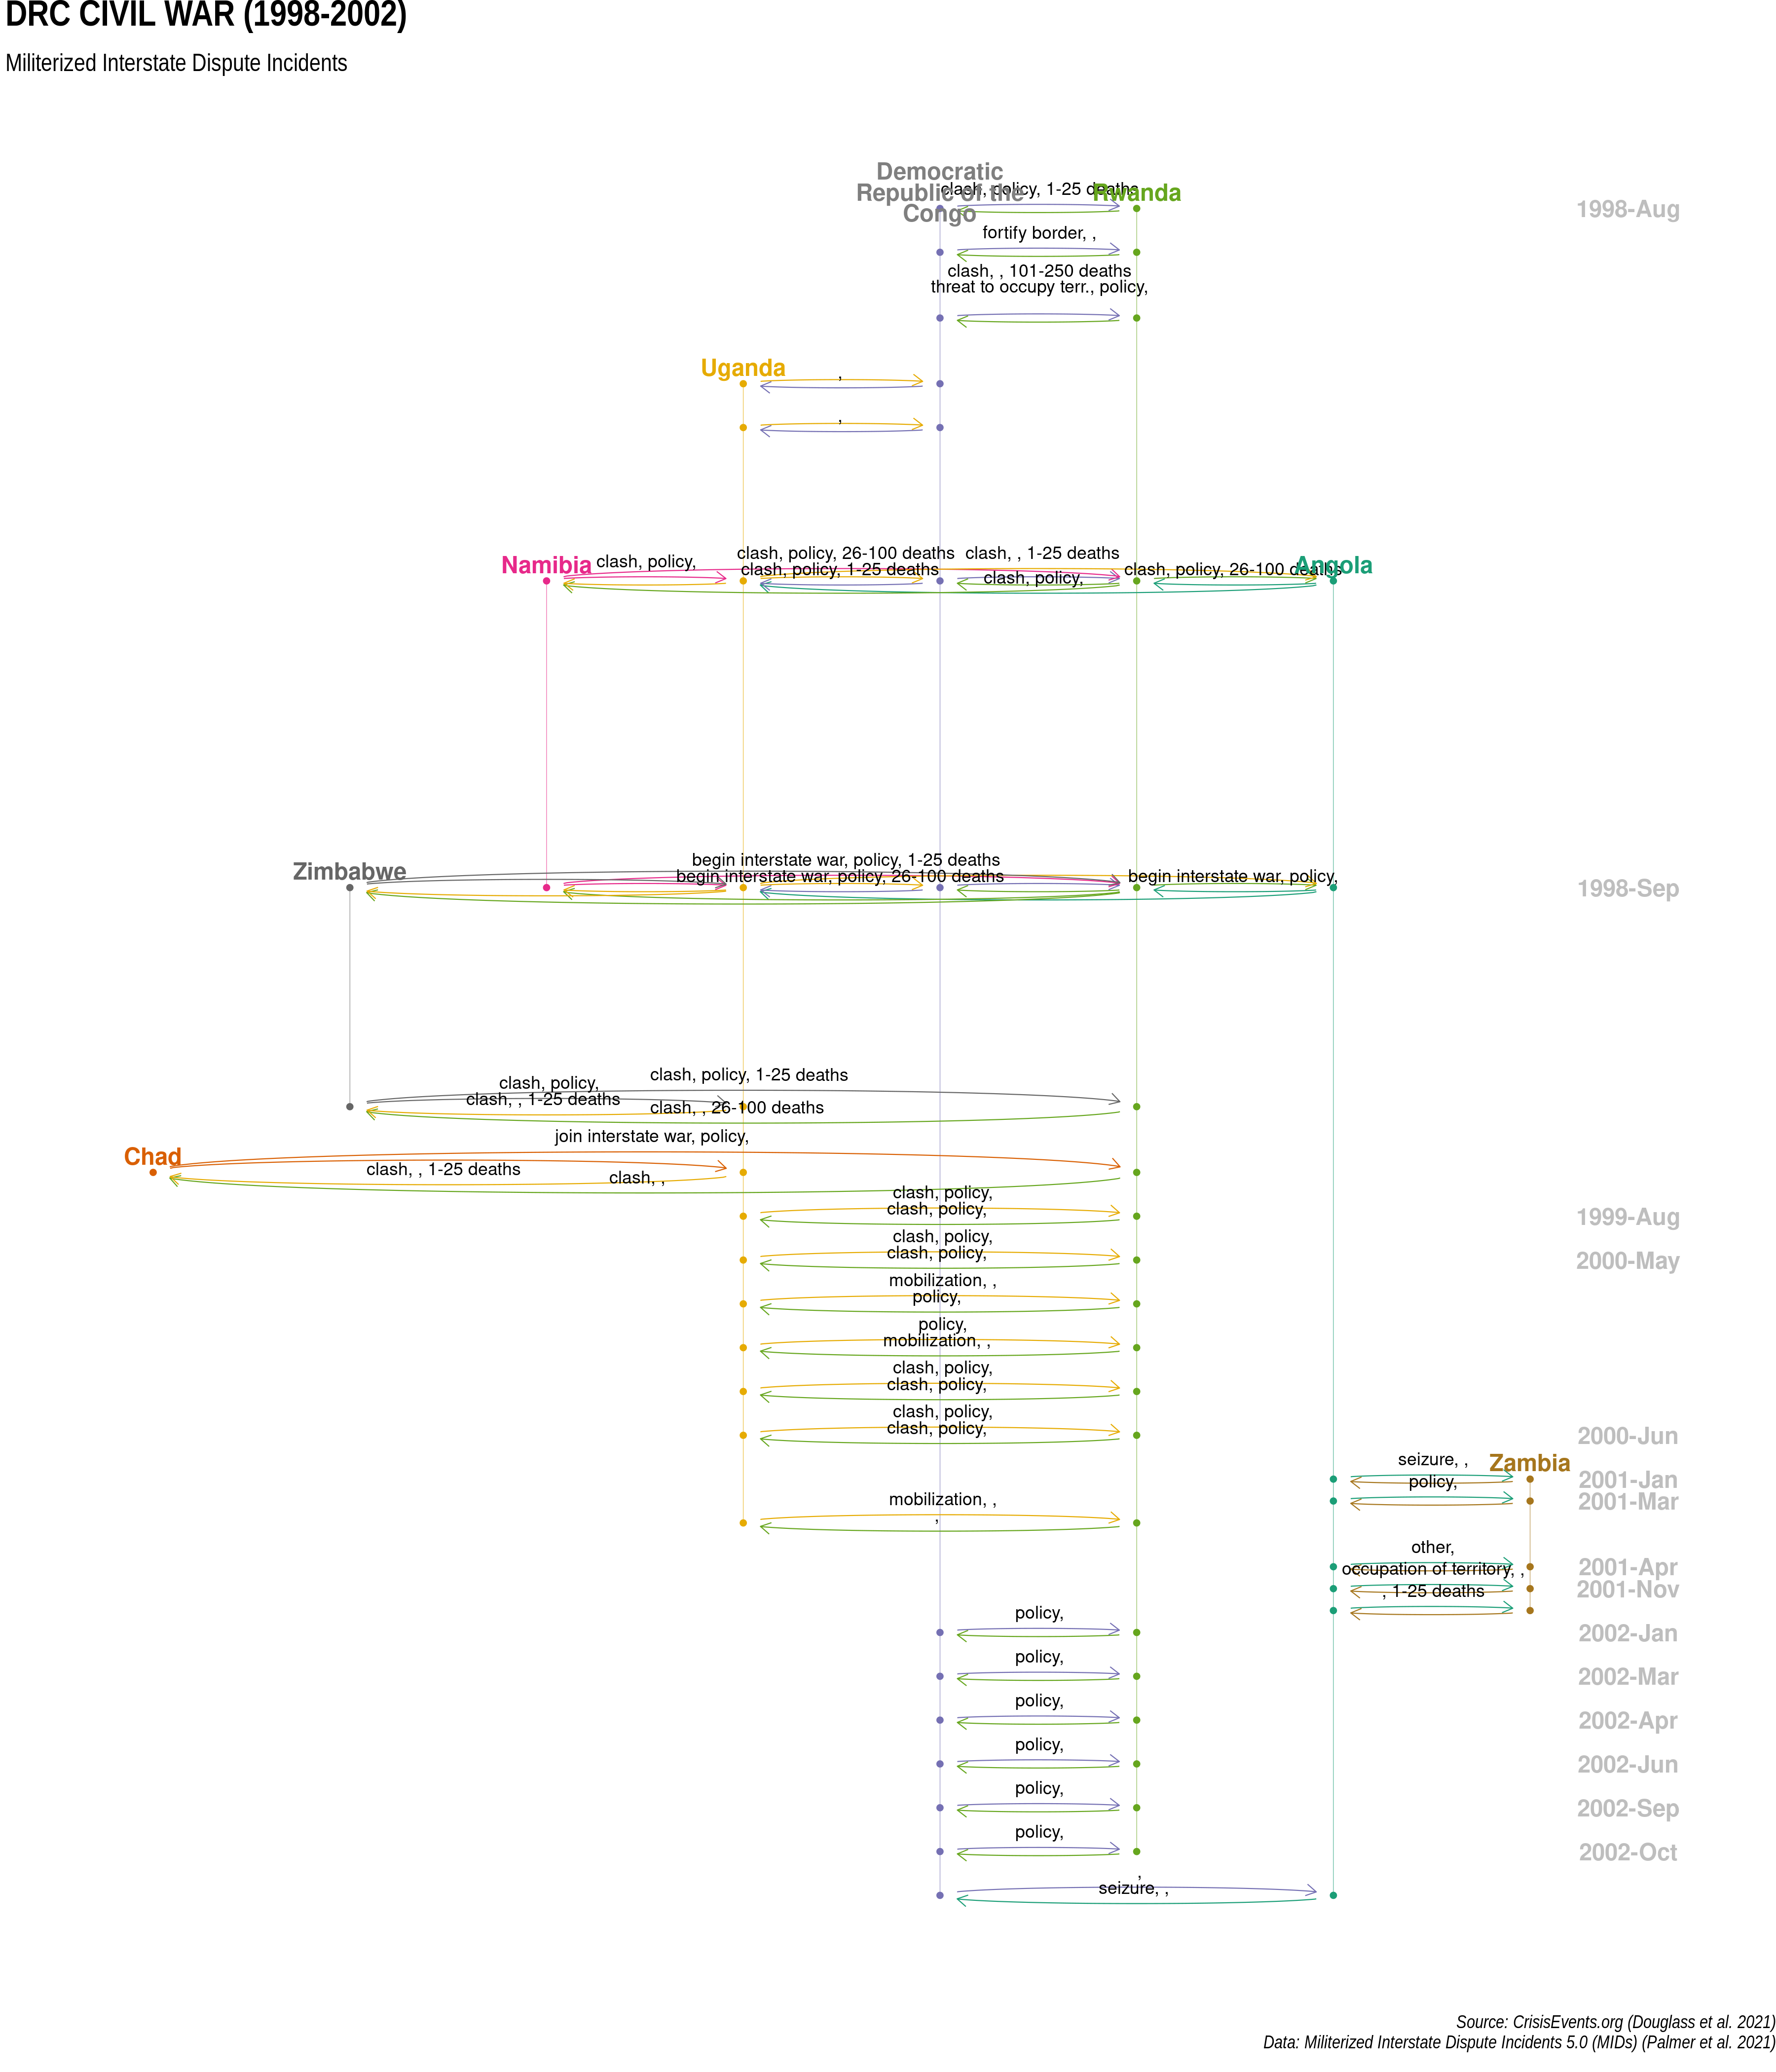 DRC CIVIL WAR (1998-2002)
Militerized Interstate Dispute Incidents
Democratic
Republic of the
Congo
clash, policy, 1-25 deaths
Rwanda
1998-Aug
fortify border, ,
clash, , 101-250 deaths
threat to occupy terr., policy,
Uganda
,
,
Namibia
clash, policy,
clash, policy, 26-100 deaths
clash, policy, 1-25 deaths
clash, , 1-25 deaths
clash, policy,
clash, policy, 26-100 deaths
Angola
Zimbabwe
begin interstate war, policy, 1-25 deaths
begin interstate war, policy, 26-100 deaths
begin interstate war, policy,
1998-Sep
clash, policy, 1-25 deaths
clash, policy,
clash, , 1-25 deaths
clash, , 26-100 deaths
join interstate war, policy,
Chad
clash, , 1-25 deaths
clash, ,
clash, policy,
clash, policy,
1999-Aug
clash, policy,
clash, policy,
2000-May
mobilization, ,
policy,
policy,
mobilization, ,
clash, policy,
clash, policy,
clash, policy,
clash, policy,
2000-Jun
seizure, ,
Zambia
2001-Jan
policy,
2001-Mar
mobilization, ,
,
other,
2001-Apr
occupation of territory, ,
2001-Nov
, 1-25 deaths
policy,
2002-Jan
policy,
2002-Mar
policy,
2002-Apr
policy,
2002-Jun
policy,
2002-Sep
policy,
2002-Oct
,
seizure, ,
Source: CrisisEvents.org (Douglass et al. 2021)
Data: Militerized Interstate Dispute Incidents 5.0 (MIDs) (Palmer et al. 2021)